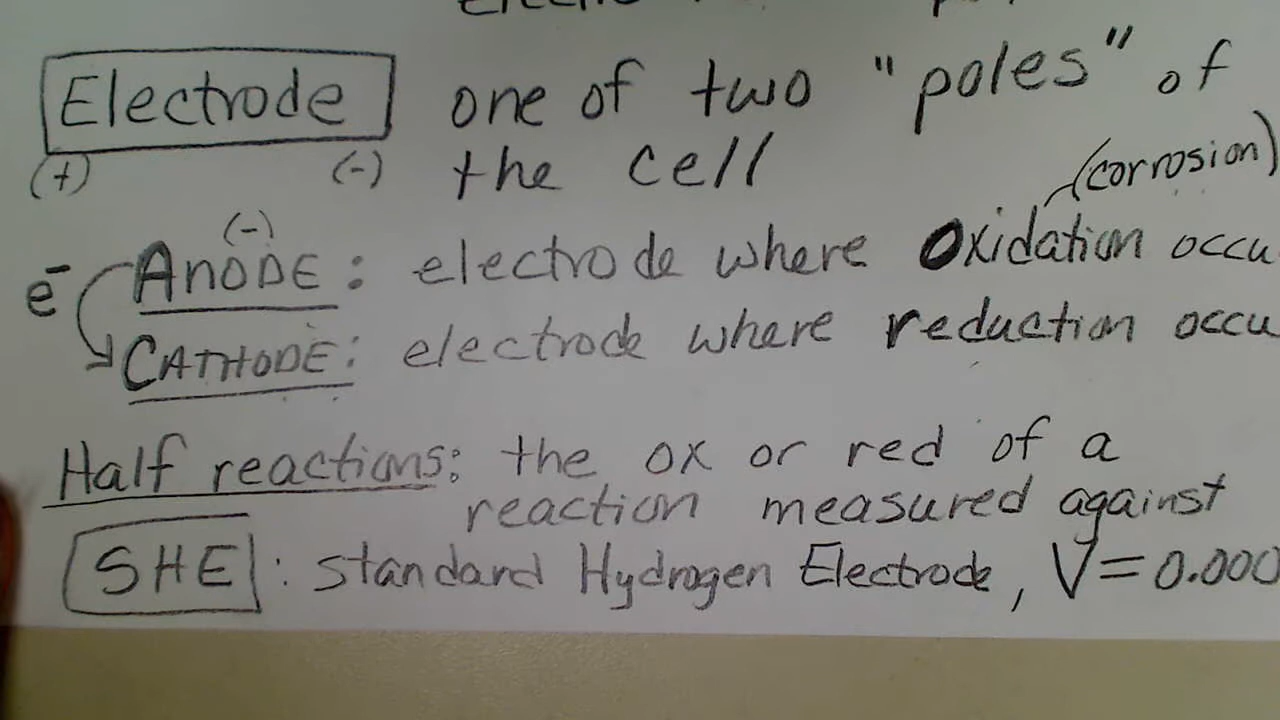 Electrode one of two "poles" of
(+) (-) the cell
(corrosion)
(-)
e⁻ ANODE: electrode where Oxidation occu
CATHODE: electrode where reduction occu
Half reactions: the ox or red of a
reaction measured against
SHE: standard Hydrogen Electrode, V=0.000